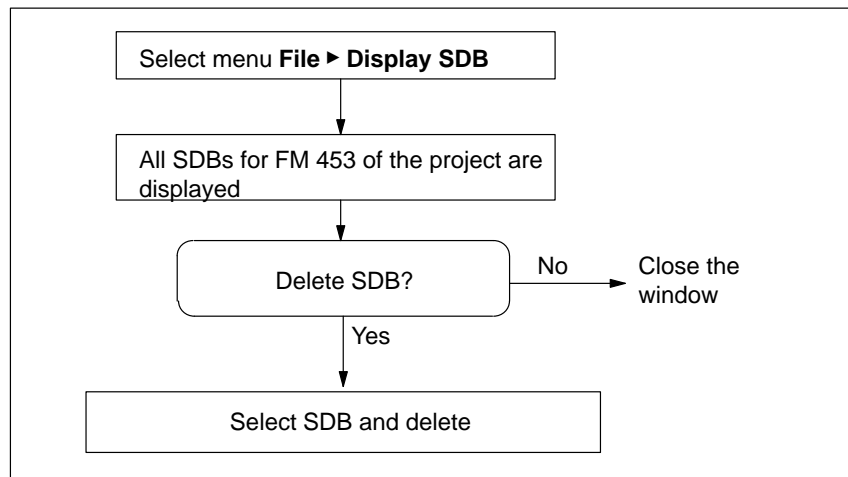 Select menu File ▶ Display SDB
All SDBs for FM 453 of the project are
displayed
Delete SDB?
No
Close the
window
Yes
Select SDB and delete